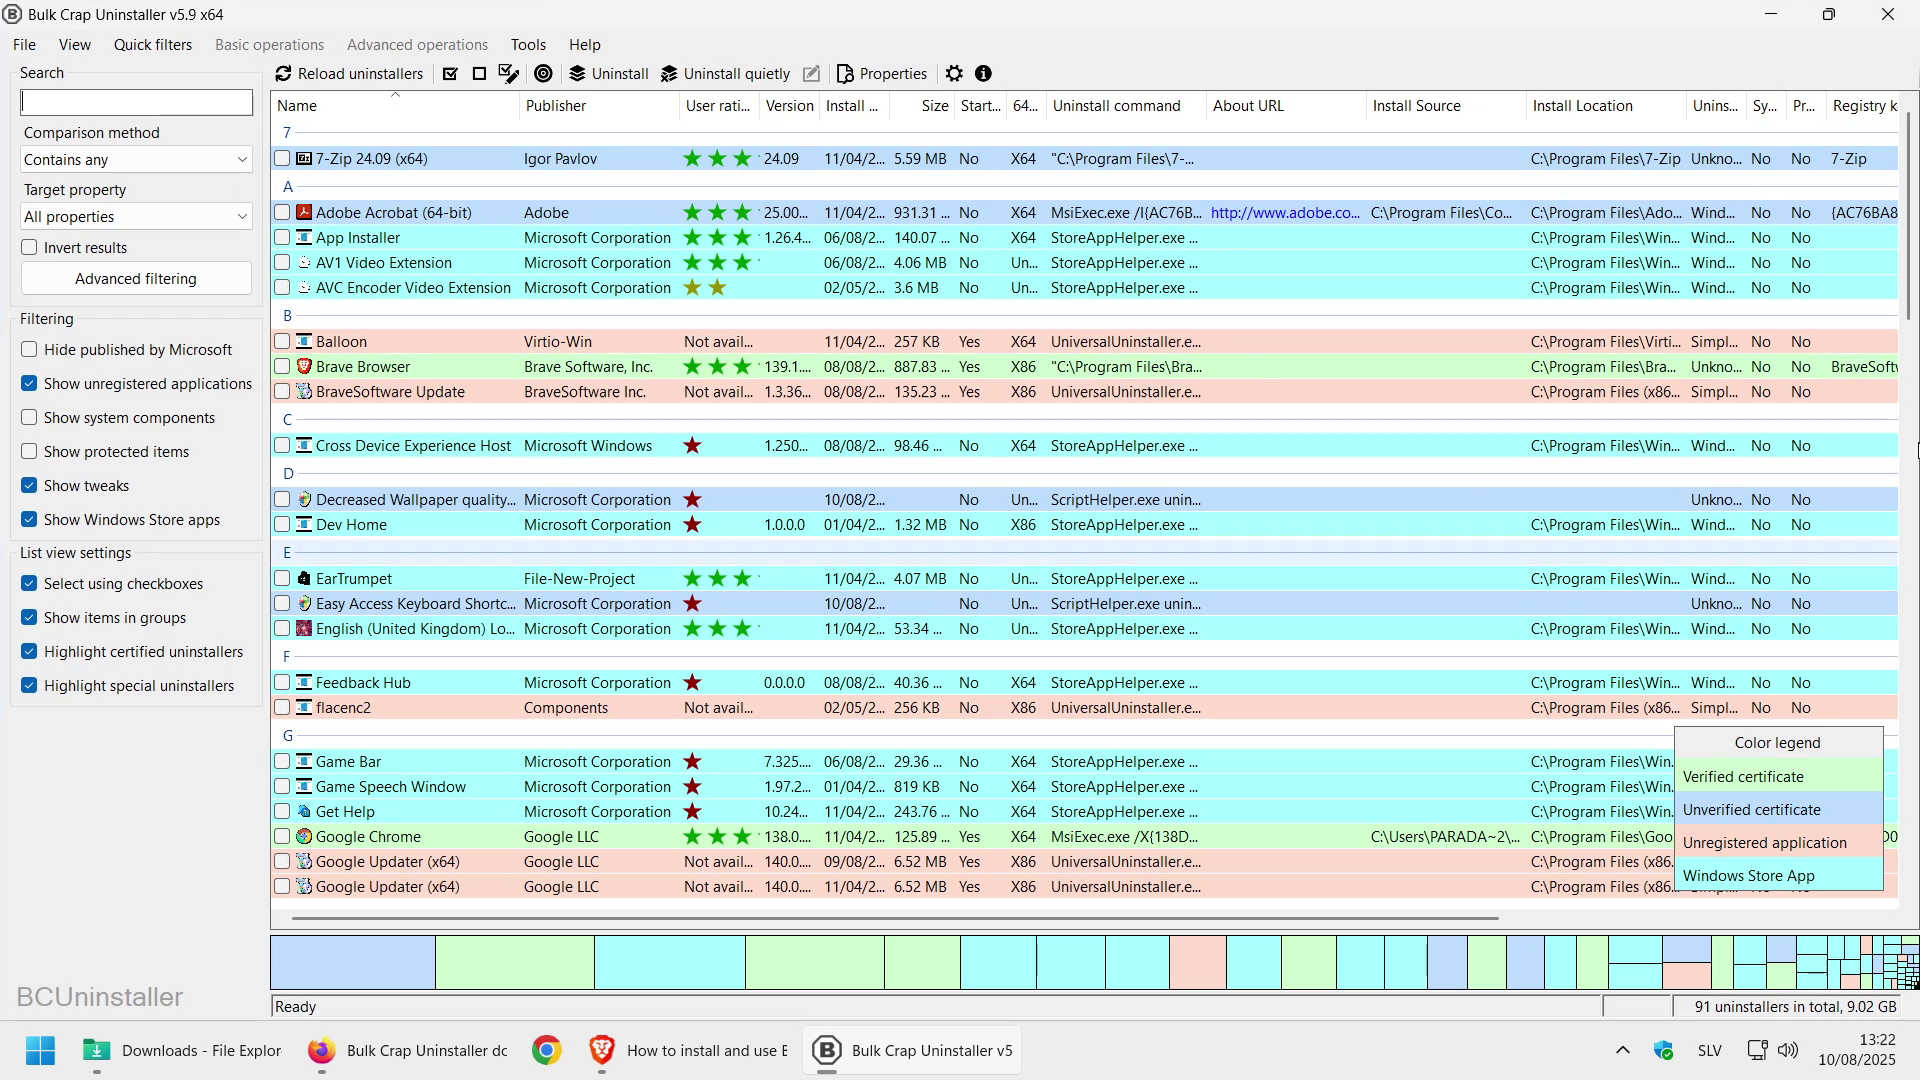 Bulk Crap Uninstaller v5.9 x64
File View Quick filters Basic operations Advanced operations Tools Help
Search
Comparison method
Contains any
Target property
All properties
Invert results
Advanced filtering
Filtering
Hide published by Microsoft
Show unregistered applications
Show system components
Show protected items
Show tweaks
Show Windows Store apps
List view settings
Select using checkboxes
Show items in groups
Highlight certified uninstallers
Highlight special uninstallers
BCUninstaller
Reload uninstallers Uninstall Uninstall quietly Properties
Name Publisher User rati... Version Install ... Size Start... 64... Uninstall command About URL Install Source Install Location Unins... Sy... Pr... Registry k
7
7-Zip 24.09 (x64) Igor Pavlov 24.09 11/04/2... 5.59 MB No X64 "C:\Program Files\7-... C:\Program Files\7-Zip Unkno... No No 7-Zip
A
Adobe Acrobat (64-bit) Adobe 25.00... 11/04/2... 931.31 ... No X64 MsiExec.exe /I{AC76B... http://www.adobe.co... C:\Program Files\Co... C:\Program Files\Ado... Wind... No No {AC76BA8
App Installer Microsoft Corporation 1.26.4... 06/08/2... 140.07 ... No X64 StoreAppHelper.exe ... C:\Program Files\Win... Wind... No No
AV1 Video Extension Microsoft Corporation 06/08/2... 4.06 MB No Un... StoreAppHelper.exe ... C:\Program Files\Win... Wind... No No
AVC Encoder Video Extension Microsoft Corporation 02/05/2... 3.6 MB No Un... StoreAppHelper.exe ... C:\Program Files\Win... Wind... No No
B
Balloon Virtio-Win Not avail... 11/04/2... 257 KB Yes X64 UniversalUninstaller.e... C:\Program Files\Virti... Simpl... No No
Brave Browser Brave Software, Inc. 139.1.... 08/08/2... 887.83 ... Yes X86 "C:\Program Files\Bra... C:\Program Files\Bra... Unkno... No No BraveSoftw
BraveSoftware Update BraveSoftware Inc. Not avail... 1.3.36... 08/08/2... 135.23 ... Yes X86 UniversalUninstaller.e... C:\Program Files (x86... Simpl... No No
C
Cross Device Experience Host Microsoft Windows 1.250... 08/08/2... 98.46 ... No X64 StoreAppHelper.exe ... C:\Program Files\Win... Wind... No No
D
Decreased Wallpaper quality... Microsoft Corporation 10/08/2... No Un... ScriptHelper.exe unin... Unkno... No No
Dev Home Microsoft Corporation 1.0.0.0 01/04/2... 1.32 MB No X86 StoreAppHelper.exe ... C:\Program Files\Win... Wind... No No
E
EarTrumpet File-New-Project 11/04/2... 4.07 MB No Un... StoreAppHelper.exe ... C:\Program Files\Win... Wind... No No
Easy Access Keyboard Shortc... Microsoft Corporation 10/08/2... No Un... ScriptHelper.exe unin... Unkno... No No
English (United Kingdom) Lo... Microsoft Corporation 11/04/2... 53.34 ... No Un... StoreAppHelper.exe ... C:\Program Files\Win... Wind... No No
F
Feedback Hub Microsoft Corporation 0.0.0.0 08/08/2... 40.36 ... No X64 StoreAppHelper.exe ... C:\Program Files\Win... Wind... No No
flacenc2 Components Not avail... 02/05/2... 256 KB No X86 UniversalUninstaller.e... C:\Program Files (x86... Simpl... No No
G
Game Bar Microsoft Corporation 7.325.... 06/08/2... 29.36 ... No X64 StoreAppHelper.exe ... C:\Program Files\Win.
Game Speech Window Microsoft Corporation 1.97.2... 01/04/2... 819 KB No X64 StoreAppHelper.exe ... C:\Program Files\Win.
Get Help Microsoft Corporation 10.24... 11/04/2... 243.76 ... No X64 StoreAppHelper.exe ... C:\Program Files\Win.
Google Chrome Google LLC 138.0.... 11/04/2... 125.89 ... Yes X64 MsiExec.exe /X{138D... C:\Users\PARADA~2\... C:\Program Files\Goo
Google Updater (x64) Google LLC Not avail... 140.0.... 09/08/2... 6.52 MB Yes X86 UniversalUninstaller.e... C:\Program Files (x86.
Google Updater (x64) Google LLC Not avail... 140.0.... 11/04/2... 6.52 MB Yes X86 UniversalUninstaller.e... C:\Program Files (x86..
Color legend
Verified certificate
Unverified certificate
Unregistered application
Windows Store App
Ready 91 uninstallers in total, 9.02 GB
Downloads - File Explor Bulk Crap Uninstaller dc How to install and use E Bulk Crap Uninstaller v5 SLV 13:22
10/08/2025